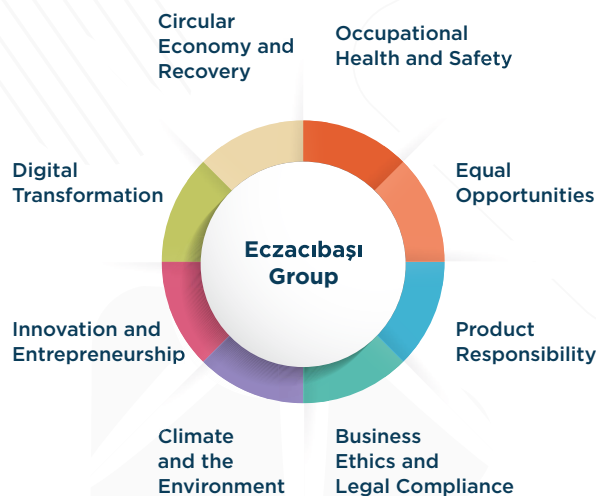 Circular
Economy and
Recovery
Occupational
Health and Safety
Digital
Transformation
Equal
Opportunities
Eczacıbaşı
Group
Innovation and
Entrepreneurship
Product
Responsibility
Climate
and the
Environment
Business
Ethics and
Legal Compliance